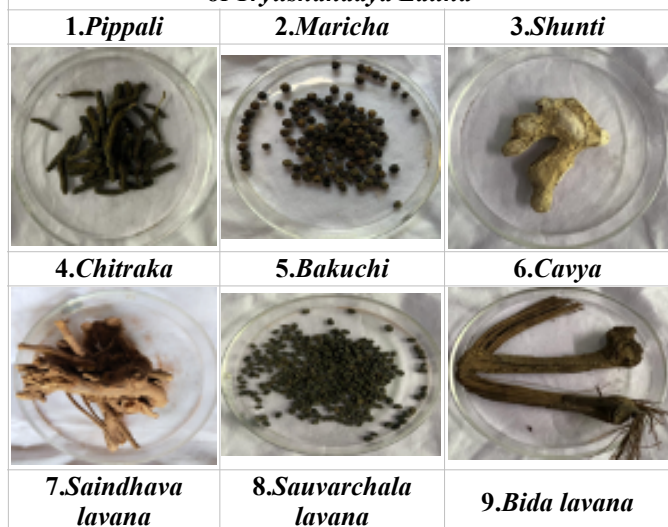 1.Pippali
2.Maricha
3.Shunti
4.Chitraka
5.Bakuchi
6.Cavya
7.Saindhava
lavana
8.Sauvarchala
lavana
9.Bida lavana